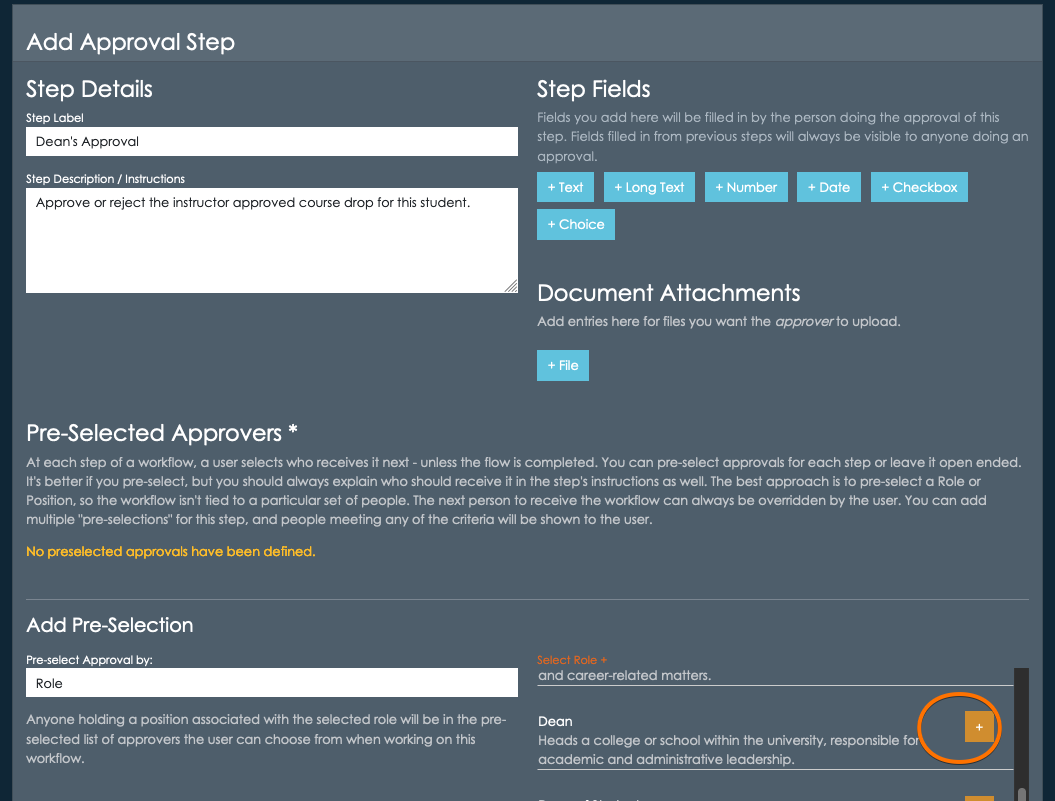 Add Approval Step
Step Details
Step Label
Dean's Approval
Step Description / Instructions
Approve or reject the instructor approved course drop for this student.
Step Fields
Fields you add here will be filled in by the person doing the approval of this
step. Fields filled in from previous steps will always be visible to anyone doing an
approval.
+ Text + Long Text + Number + Date + Checkbox
+ Choice
Document Attachments
Add entries here for files you want the approver to upload.
+ File
Pre-Selected Approvers *
At each step of a workflow, a user selects who receives it next - unless the flow is completed. You can pre-select approvals for each step or leave it open ended.
It's better if you pre-select, but you should always explain who should receive it in the step's instructions as well. The best approach is to pre-select a Role or
Position, so the workflow isn't tied to a particular set of people. The next person to receive the workflow can always be overridden by the user. You can add
multiple "pre-selections" for this step, and people meeting any of the criteria will be shown to the user.
No preselected approvals have been defined.
Add Pre-Selection
Pre-select Approval by:
Role
Anyone holding a position associated with the selected role will be in the pre-
selected list of approvers the user can choose from when working on this
workflow.
Select Role +
and career-related matters.
Dean
+
Heads a college or school within the university, responsible for
academic and administrative leadership.